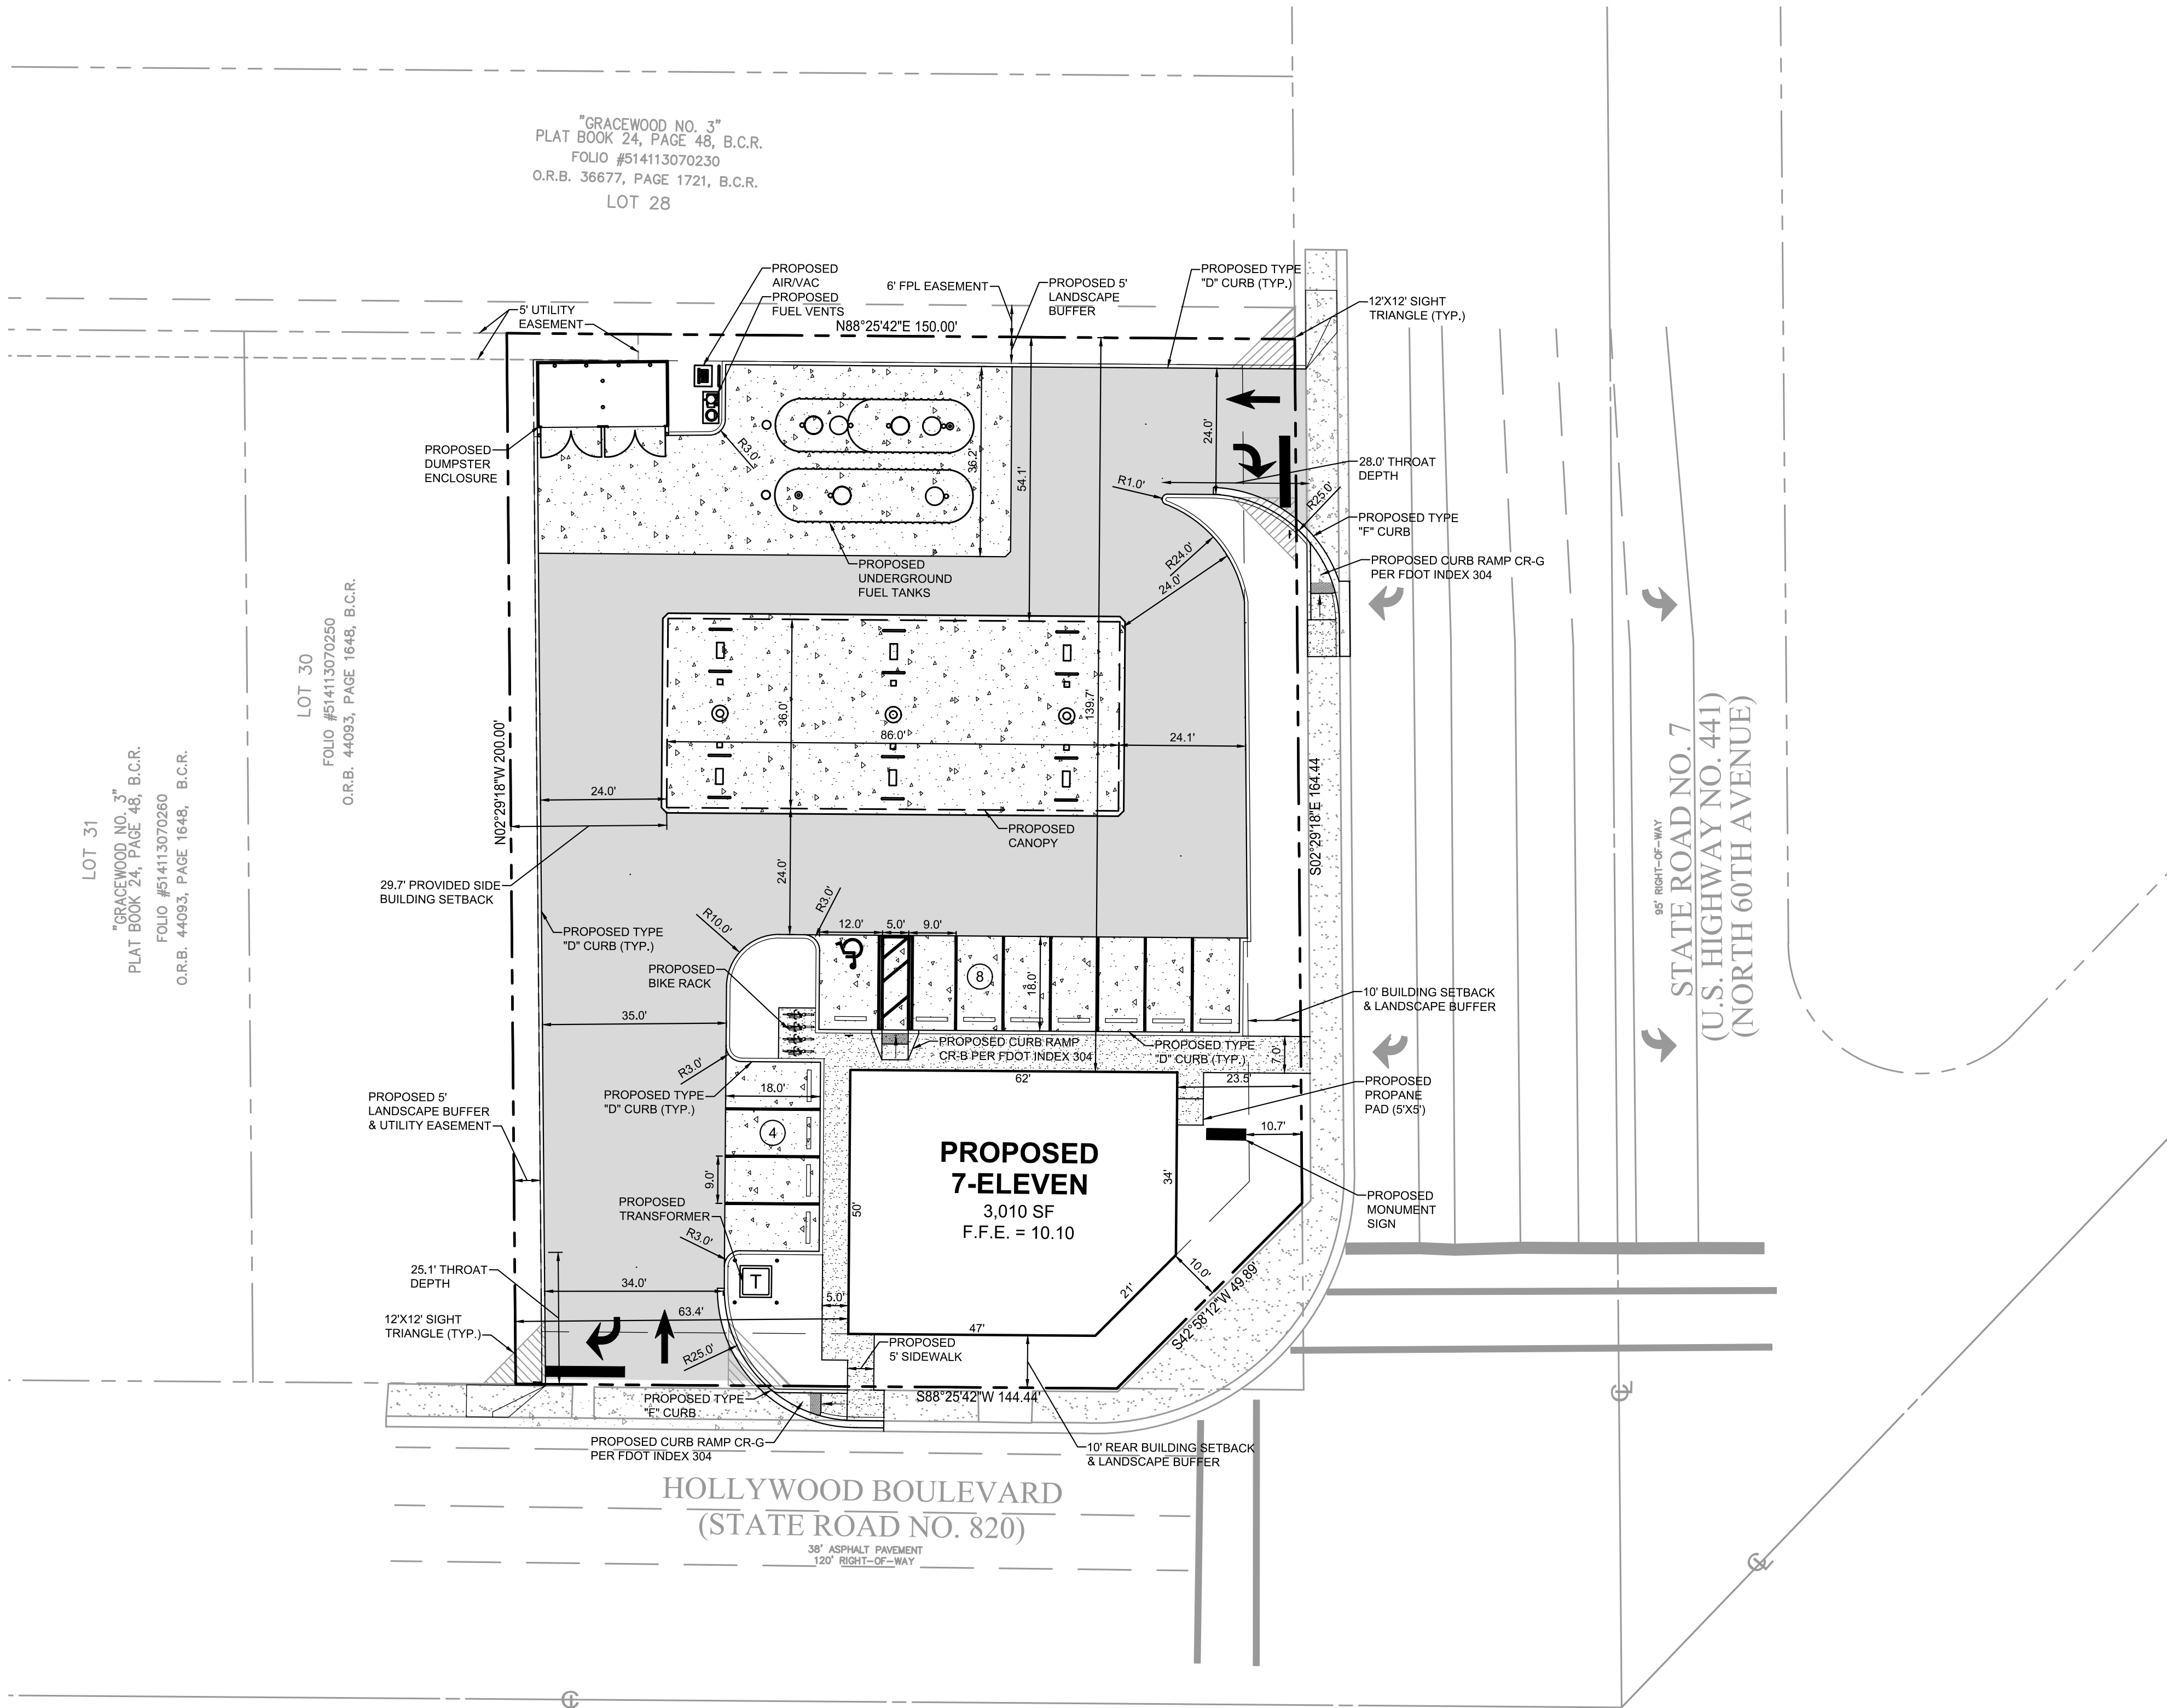 "GRACEWOOD NO. 3"
PLAT BOOK 24, PAGE 48, B.C.R.
FOLIO #514113070230
O.R.B. 36677, PAGE 1721, B.C.R.
LOT 28
PROPOSED
AIR/VAC
PROPOSED
FUEL VENTS
6' FPL EASEMENT
PROPOSED 5'
LANDSCAPE
BUFFER
PROPOSED TYPE
"D" CURB (TYP.)
12'X12' SIGHT
TRIANGLE (TYP.)
5' UTILITY
EASEMENT
N88°25'42"E 150.00'
PROPOSED
DUMPSTER
ENCLOSURE
R3.0'
36.2'
54.1'
24.0'
R1.0'
28.0' THROAT
DEPTH
R25.0'
PROPOSED TYPE
"F" CURB
PROPOSED CURB RAMP CR-G
PER FDOT INDEX 304
PROPOSED
UNDERGROUND
FUEL TANKS
R24.0'
24.0'
LOT 30
FOLIO #514113070250
O.R.B. 44093, PAGE 1648, B.C.R.
LOT 31
"GRACEWOOD NO. 3"
PLAT BOOK 24, PAGE 48, B.C.R.
FOLIO #514113070260
O.R.B. 44093, PAGE 1648, B.C.R.
N02°29'18"W 200.00'
36.0'
139.7'
86.0'
24.1'
24.0'
S02°29'18"E 164.44
95' RIGHT-OF-WAY
STATE ROAD NO. 7
(U.S. HIGHWAY NO. 441)
(NORTH 60TH AVENUE)
PROPOSED
CANOPY
24.0'
29.7' PROVIDED SIDE
BUILDING SETBACK
R10.0'
R3.0'
12.0'
5.0'
9.0'
PROPOSED TYPE
"D" CURB (TYP.)
PROPOSED
BIKE RACK
8
18.0'
10' BUILDING SETBACK
& LANDSCAPE BUFFER
35.0'
PROPOSED CURB RAMP
CR-B PER FDOT INDEX 304
PROPOSED TYPE
"D" CURB (TYP.)
7.0'
R3.0'
62'
23.5'
PROPOSED
PROPANE
PAD (5'X5')
18.0'
PROPOSED TYPE
"D" CURB (TYP.)
PROPOSED 5'
LANDSCAPE BUFFER
& UTILITY EASEMENT
4
10.7'
PROPOSED
7-ELEVEN
3,010 SF
F.F.E. = 10.10
34'
50'
9.0'
PROPOSED
TRANSFORMER
PROPOSED
MONUMENT
SIGN
R3.0'
25.1' THROAT
DEPTH
T
34.0'
10.0'
21'
S42°58'12"W 49.89'
5.0'
63.4'
12'X12' SIGHT
TRIANGLE (TYP.)
47'
R25.0'
PROPOSED
5' SIDEWALK
PROPOSED TYPE
"F" CURB
S88°25'42"W 144.44'
PROPOSED CURB RAMP CR-G
PER FDOT INDEX 304
10' REAR BUILDING SETBACK
& LANDSCAPE BUFFER
HOLLYWOOD BOULEVARD
(STATE ROAD NO. 820)
38' ASPHALT PAVEMENT
120' RIGHT-OF-WAY